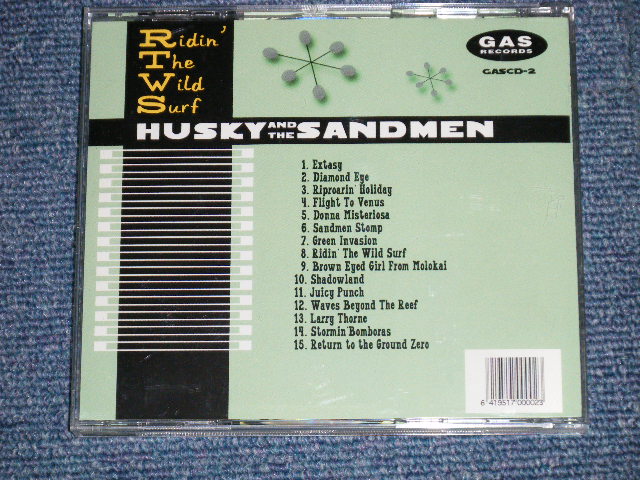 Ridin'
The
Wild
Surf
GAS
RECORDS
GASCD-2
HUSKY AND THE SANDMEN
1. Extasy
2. Diamond Eye
3. Riproarin' Holiday
4. Flight To Venus
5. Donna Misteriosa
6. Sandmen Stomp
7. Green Invasion
8. Ridin' The Wild Surf
9. Brown Eyed Girl From Molokai
10. Shadowland
11. Juicy Punch
12. Waves Beyond The Reef
13. Larry Thorne
14. Stormin'Bomboras
15. Return to the Ground Zero
6 419517 000023